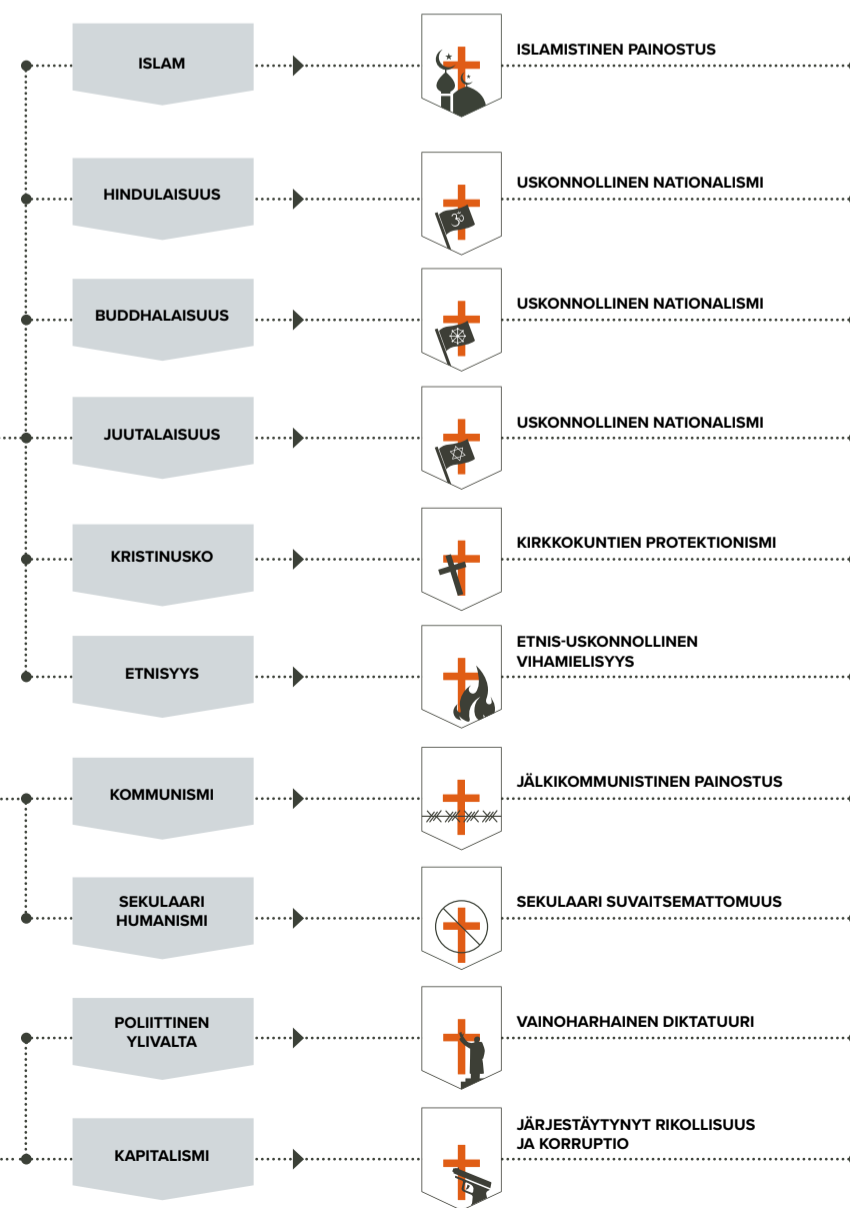 ISLAM
ISLAMISTINEN PAINOSTUS
HINDULAISUUS
USKONNOLLINEN NATIONALISMI
BUDDHALAISUUS
USKONNOLLINEN NATIONALISMI
JUUTALAISUUS
USKONNOLLINEN NATIONALISMI
KRISTINUSKO
KIRKKOKUNTIEN PROTEKTIONISMI
ETNISYYS
ETNIS-USKONNOLLINEN
VIHAMIELISYYS
KOMMUNISMI
JÄLKIKOMMUNISTINEN PAINOSTUS
SEKULAARI
HUMANISMI
SEKULAARI SUVAITSEMATTOMUUS
POLIITTINEN
YLIVALTA
VAINOHARHAINEN DIKTATUURI
KAPITALISMI
JÄRJESTÄYTYNYT RIKOLLISUUS
JA KORRUPTIO